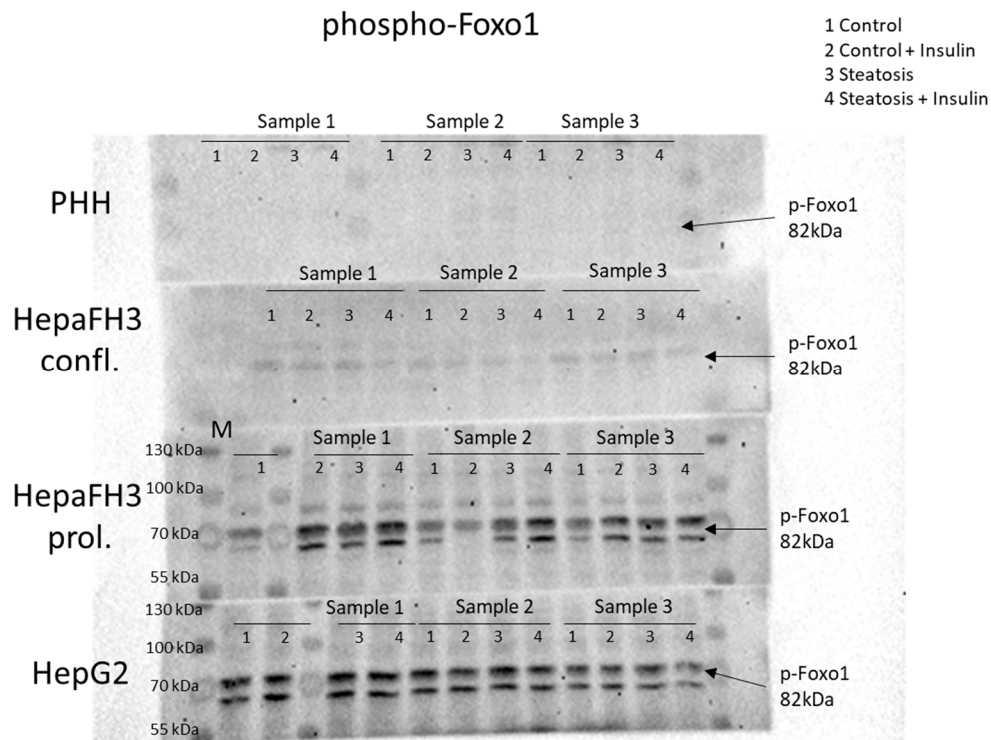 phospho-Foxo1
1 Control
2 Control + Insulin
3 Steatosis
4 Steatosis + Insulin
Sample 1 Sample 2 Sample 3
1 2 3 4 1 2 3 4 1 2 3 4
PHH
p-Foxo1
82kDa
Sample 1 Sample 2 Sample 3
1 2 3 4 1 2 3 4 1 2 3 4
HepaFH3
confl.
p-Foxo1
82kDa
M
Sample 1 Sample 2 Sample 3
130 kDa
1 2 3 4 1 2 3 4 1 2 3 4
100 kDa
HepaFH3
prol.
70 kDa
p-Foxo1
82kDa
55 kDa
130 kDa
Sample 1 Sample 2 Sample 3
1 2 3 4 1 2 3 4 1 2 3 4
100 kDa
HepG2
70 kDa
p-Foxo1
82kDa
55 kDa